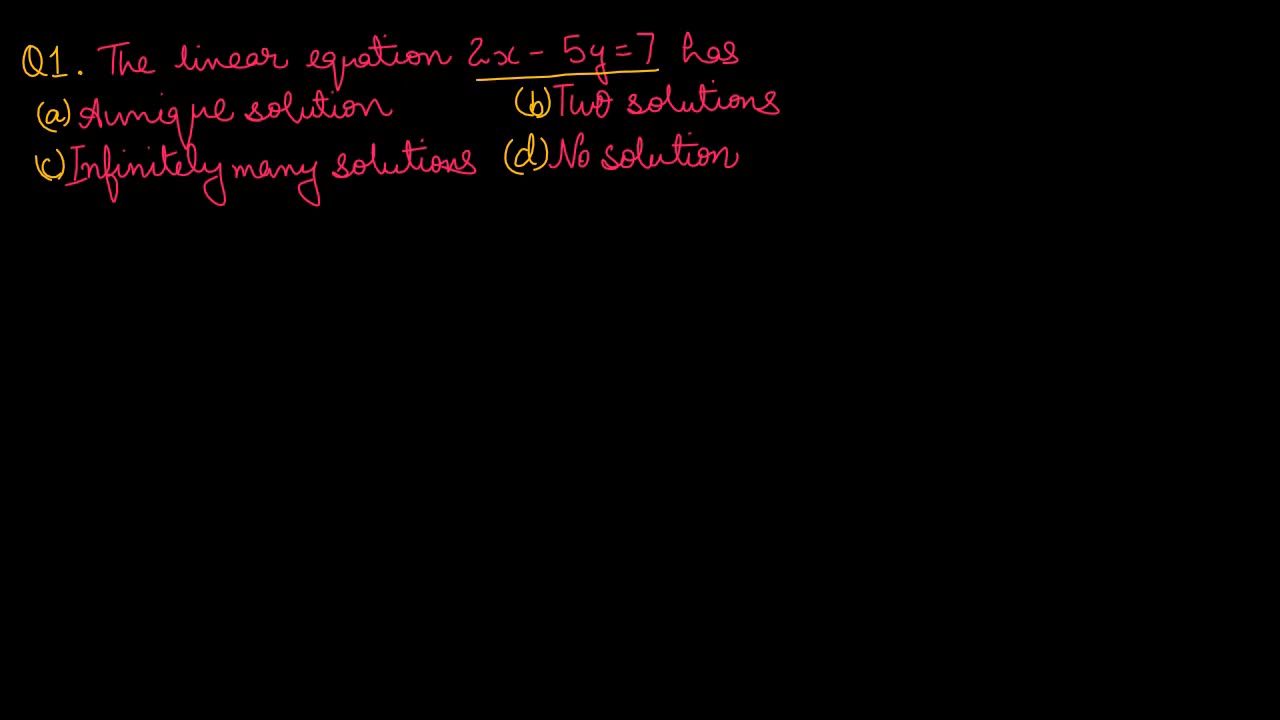 Q1. The linear equation 2x - 5y = 7 has
(a) A unique solution (b) Two solutions
(c) Infinitely many solutions (d) No solution